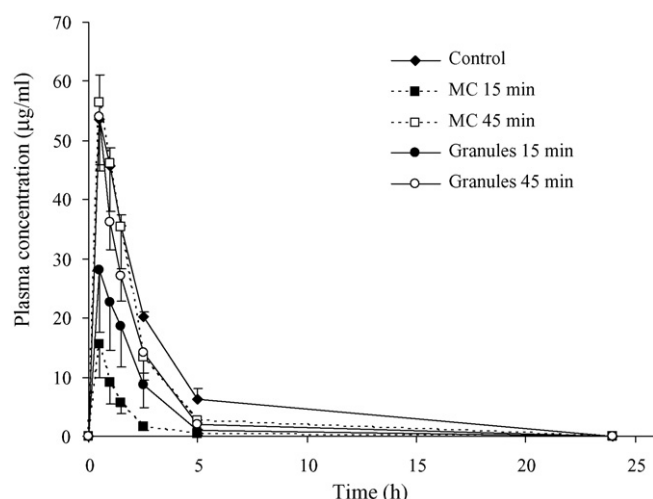 70
60
50
40
30
20
10
0
Plasma concentration (µg/ml)
Control
MC 15 min
MC 45 min
Granules 15 min
Granules 45 min
0 5 10 15 20 25
Time (h)